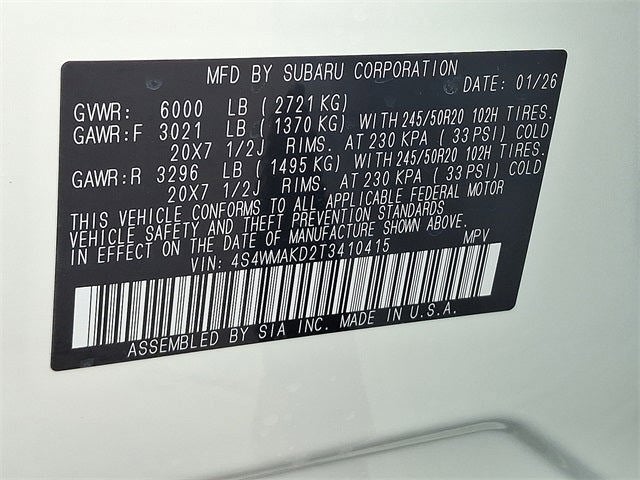 MFD BY SUBARU CORPORATION DATE: 01/26
GVWR: 6000 LB ( 2721 KG)
GAWR:F 3021 LB ( 1370 KG) WITH 245/50R20 102H TIRES.
20X7 1/2J RIMS. AT 230 KPA ( 33 PSI) COLD
GAWR:R 3296 LB ( 1495 KG) WITH 245/50R20 102H TIRES.
20X7 1/2J RIMS. AT 230 KPA ( 33 PSI) COLD
THIS VEHICLE CONFORMS TO ALL APPLICABLE FEDERAL MOTOR
VEHICLE SAFETY AND THEFT PREVENTION STANDARDS
IN EFFECT ON THE DATE OF MANUFACTURE SHOWN ABOVE.
VIN: 4S4WMAKD2T3410415 MPV
ASSEMBLED BY SIA INC. MADE IN U.S.A.